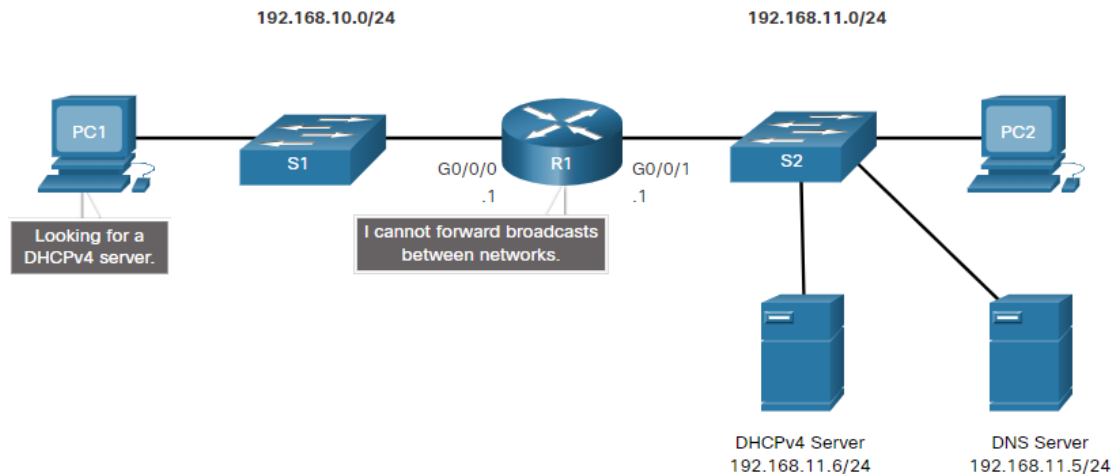 192.168.10.0/24
192.168.11.0/24
PC1
S1
R1
S2
PC2
G0/0/0
.1
G0/0/1
.1
Looking for a
DHCPv4 server.
I cannot forward broadcasts
between networks.
DHCPv4 Server
192.168.11.6/24
DNS Server
192.168.11.5/24